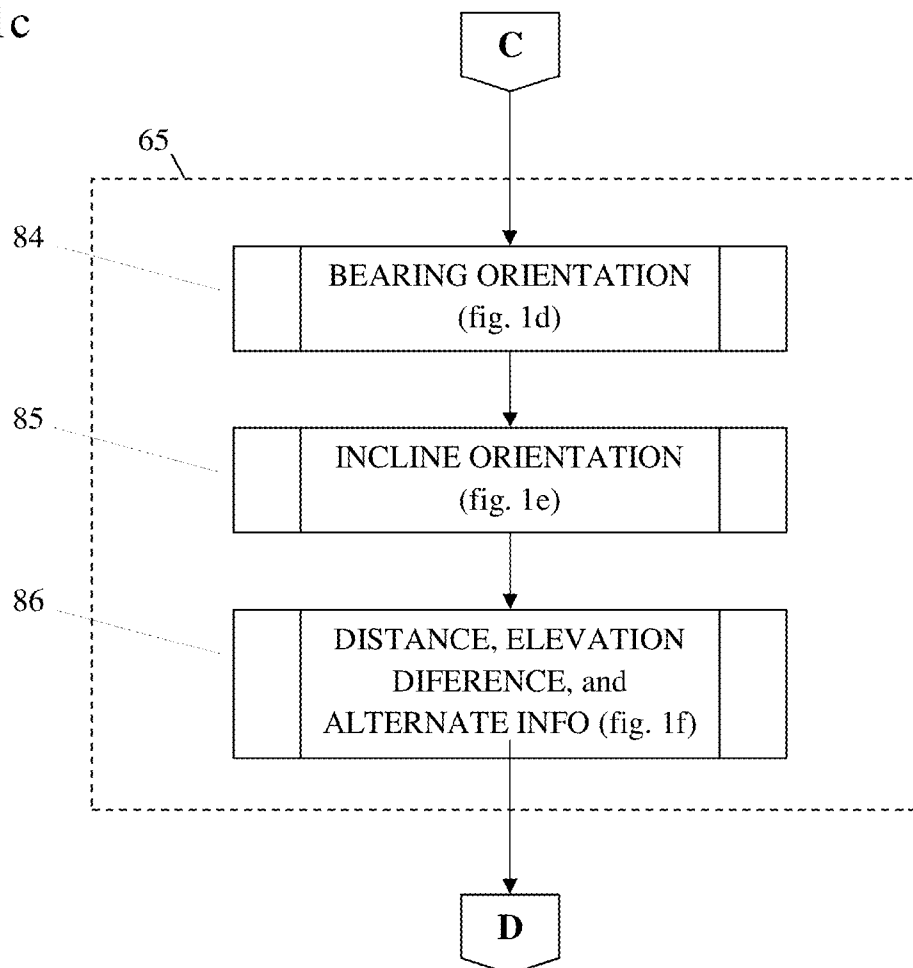 1c
C
65
84
BEARING ORIENTATION
(fig. 1d)
85
INCLINE ORIENTATION
(fig. 1e)
86
DISTANCE, ELEVATION
DIFERENCE, and
ALTERNATE INFO (fig. 1f)
D